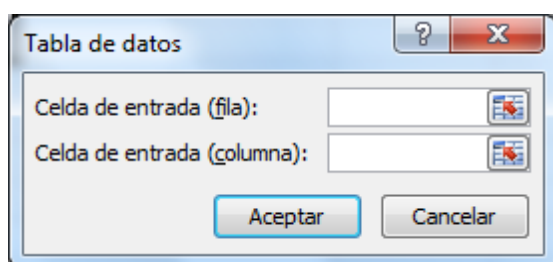 Tabla de datos
Celda de entrada (fila):
Celda de entrada (columna):
Aceptar Cancelar